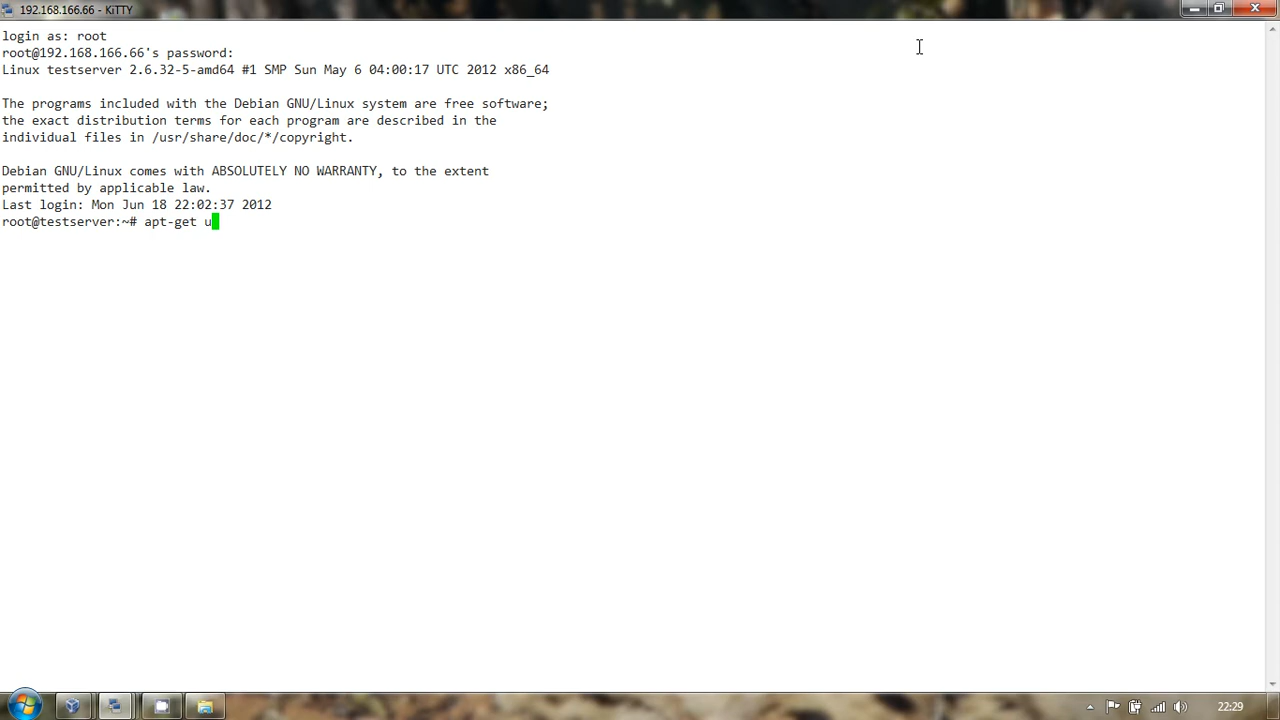 192.168.166.66 - KiTTY
login as: root
root@192.168.166.66's password:
Linux testserver 2.6.32-5-amd64 #1 SMP Sun May 6 04:00:17 UTC 2012 x86_64
The programs included with the Debian GNU/Linux system are free software;
the exact distribution terms for each program are described in the
individual files in /usr/share/doc/*/copyright.
Debian GNU/Linux comes with ABSOLUTELY NO WARRANTY, to the extent
permitted by applicable law.
Last login: Mon Jun 18 22:02:37 2012
root@testserver:~# apt-get u
22:29